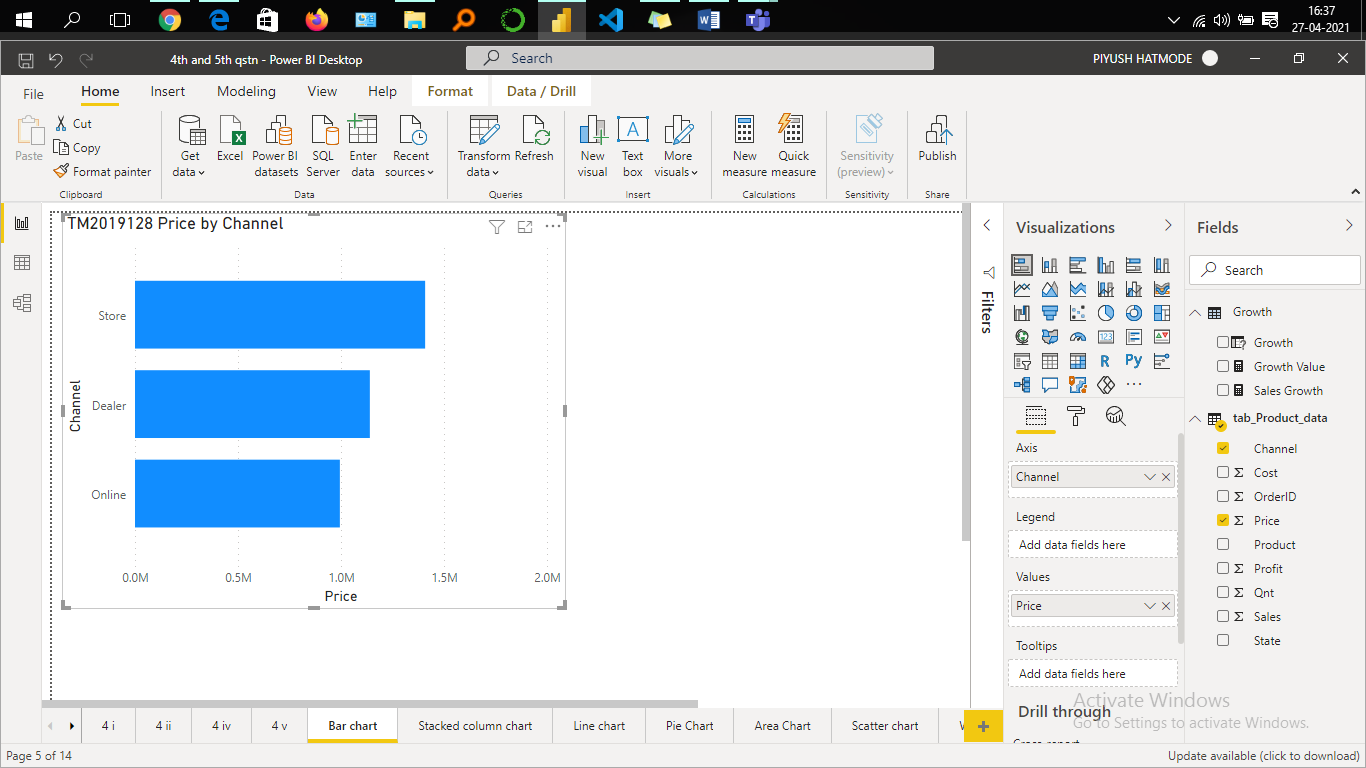 16:37
27-04-2021
4th and 5th qstn - Power BI Desktop
Search
PIYUSH HATMODE
File Home Insert Modeling View Help Format Data / Drill
Paste
Cut
Copy
Format painter
Clipboard
Get data
Excel
Power BI datasets
SQL Server
Enter data
Recent sources
Data
Transform data
Refresh
Queries
New visual
Text box
More visuals
Insert
New measure
Quick measure
Calculations
Sensitivity (preview)
Sensitivity
Publish
Share
TM2019128 Price by Channel
Channel
Store
Dealer
Online
0.0M 0.5M 1.0M 1.5M 2.0M
Price
Filters
Visualizations
R Py
Axis
Channel
Legend
Add data fields here
Values
Price
Tooltips
Add data fields here
Drill through
Fields
Search
Growth
Growth
Growth Value
Sales Growth
tab_Product_data
Channel
Cost
OrderID
Price
Product
Profit
Qnt
Sales
State
Activate Windows
Go to Settings to activate Windows.
4 i 4 ii 4 iv 4 v Bar chart Stacked column chart Line chart Pie Chart Area Chart Scatter chart
Page 5 of 14
Update available (click to download)